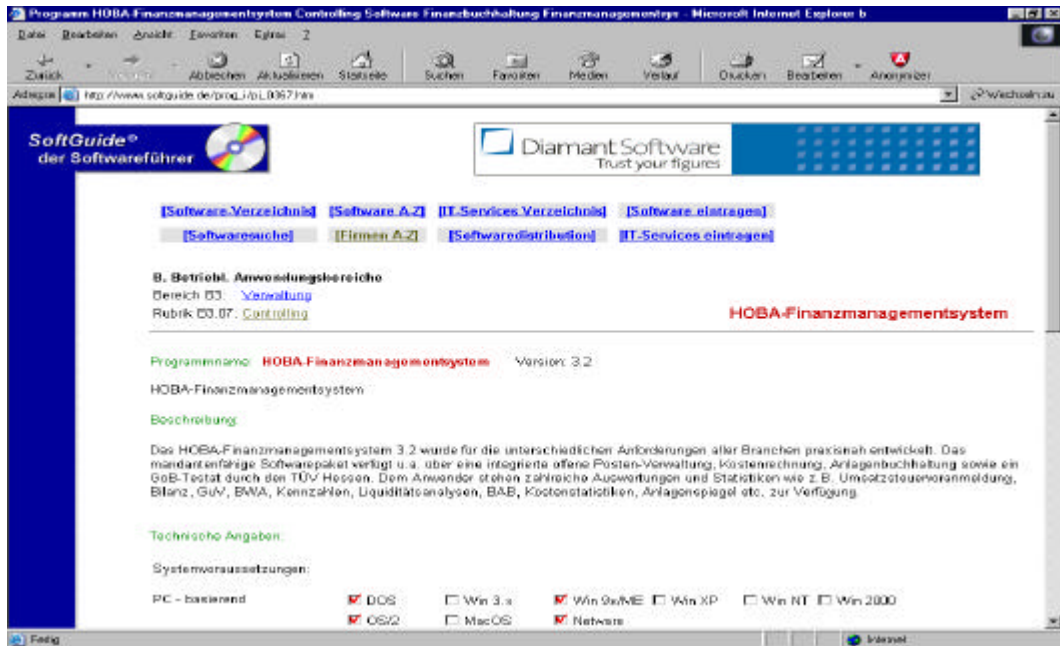 Programm HOBA-Finanzmanagementsystem Controlling Software Finanzbuchhaltung Finanzmanagementsys - Microsoft Internet Explorer b
Datei Bearbeiten Ansicht Favoriten Extras ?
Zurück Abbrechen Aktualisieren Startseite Suchen Favoriten Medien Verlauf Drucken Bearbeiten Anonymizer
Adresse http://www.softguide.de/prog_i/pi_0367.htm Wechseln zu
SoftGuide®
der Softwareführer
Diamant Software
Trust your figures
[Software-Verzeichnis] [Software A-Z] [IT-Services Verzeichnis] [Software eintragen]
[Softwaresuche] [Firmen A-Z] [Softwaredistribution] [IT-Services eintragen]
B. Betriebl. Anwendungsbereiche
Bereich B3: Verwaltung
Rubrik B3.07: Controlling
HOBA-Finanzmanagementsystem
Programmname: HOBA-Finanzmanagementsystem Version: 3.2
HOBA-Finanzmanagementsystem
Beschreibung:
Das HOBA-Finanzmanagementsystem 3.2 wurde für die unterschiedlichen Anforderungen aller Branchen praxisnah entwickelt. Das
mandantenfähige Softwarepaket verfügt u.a. über eine integrierte offene Posten-Verwaltung, Kostenrechnung, Anlagenbuchhaltung sowie ein
GoB-Testat durch den TÜV Hessen. Dem Anwender stehen zahlreiche Auswertungen und Statistiken wie z.B. Umsatzsteuervoranmeldung,
Bilanz, GuV, BWA, Kennzahlen, Liquiditätsanalysen, BAB, Kostenstatistiken, Anlagenspiegel etc. zur Verfügung.
Technische Angaben:
Systemvoraussetzungen:
PC - basierend DOS Win 3.x Win 9x/ME Win XP Win NT Win 2000
OS/2 MacOS Netware
Fertig Internet